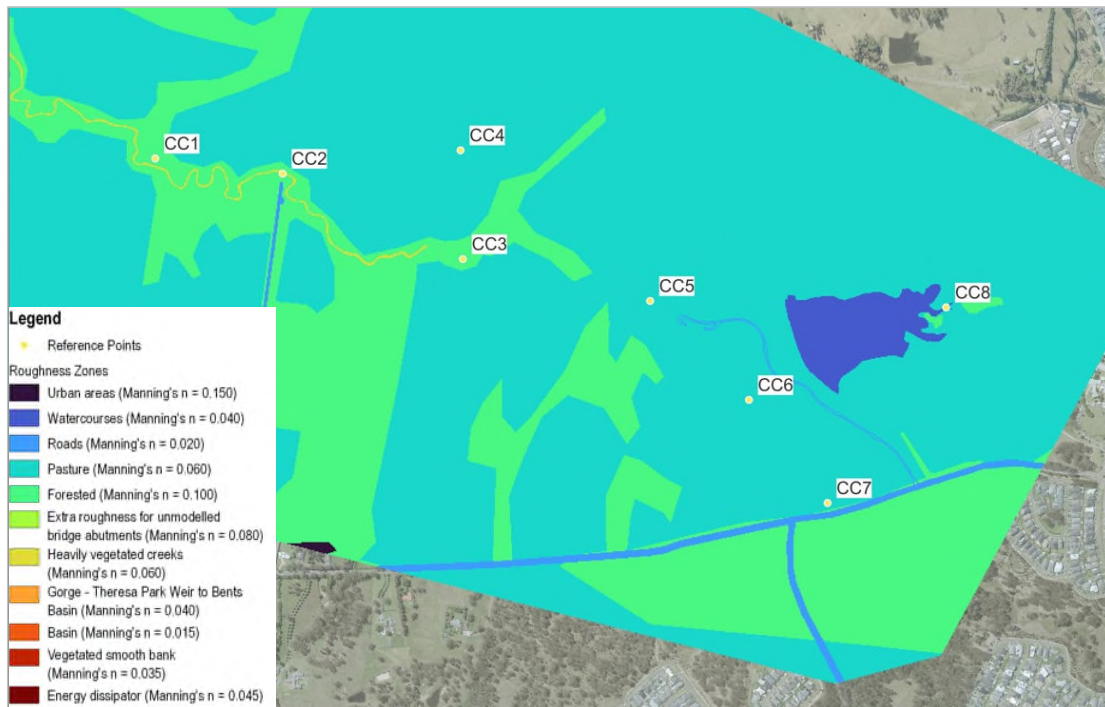 CC1
CC2
CC4
CC3
CC5
CC8
CC6
CC7
Legend
Reference Points
Roughness Zones
Urban areas (Manning's n = 0.150)
Watercourses (Manning's n = 0.040)
Roads (Manning's n = 0.020)
Pasture (Manning's n = 0.060)
Forested (Manning's n = 0.100)
Extra roughness for unmodelled
bridge abutments (Manning's n = 0.080)
Heavily vegetated creeks
(Manning's n = 0.060)
Gorge - Theresa Park Weir to Bents
Basin (Manning's n = 0.040)
Basin (Manning's n = 0.015)
Vegetated smooth bank
(Manning's n = 0.035)
Energy dissipator (Manning's n = 0.045)